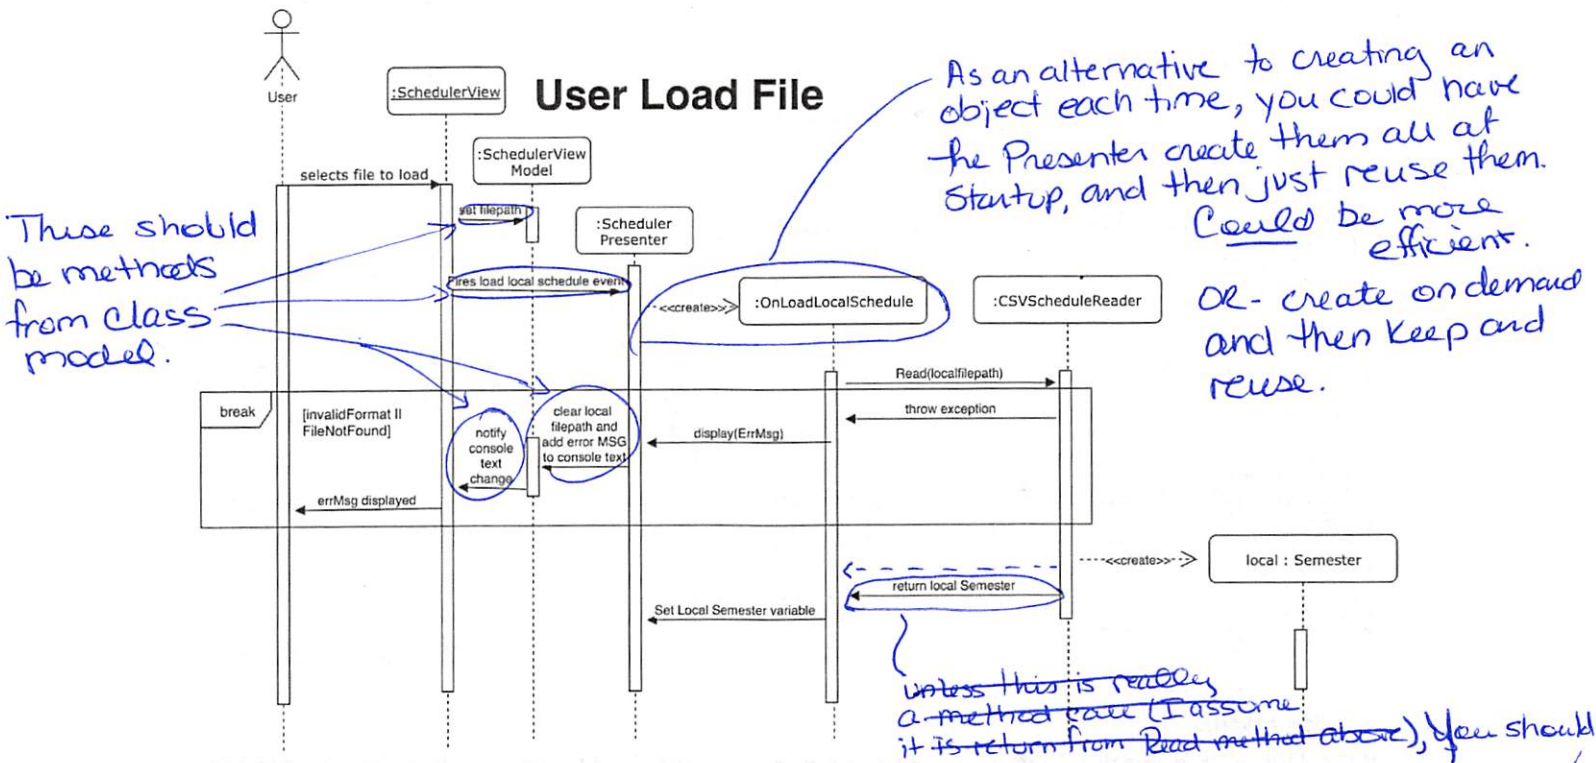 User
:SchedulerView
User Load File
:SchedulerView
Model
:Scheduler
Presenter
:OnLoadLocalSchedule
:CSVScheduleReader
selects file to load
set filepath
Fires load local schedule event
<<create>>
Read(localfilepath)
break
[invalidFormat II
FileNotFound]
throw exception
display(ErrMsg)
clear local
filepath and
add error MSG
to console text
notify
console
text
change
errMsg displayed
<<create>>
local : Semester
return local Semester
Set Local Semester variable
These should
be methods
from class
model.
As an alternative to creating an
object each time, you could have
the Presenter create them all at
Startup, and then just reuse them.
Could be more
efficient.
OR - create on demand
and then keep and
reuse.
unless this is really
a method call (I assume
it is return from Read method above), You should